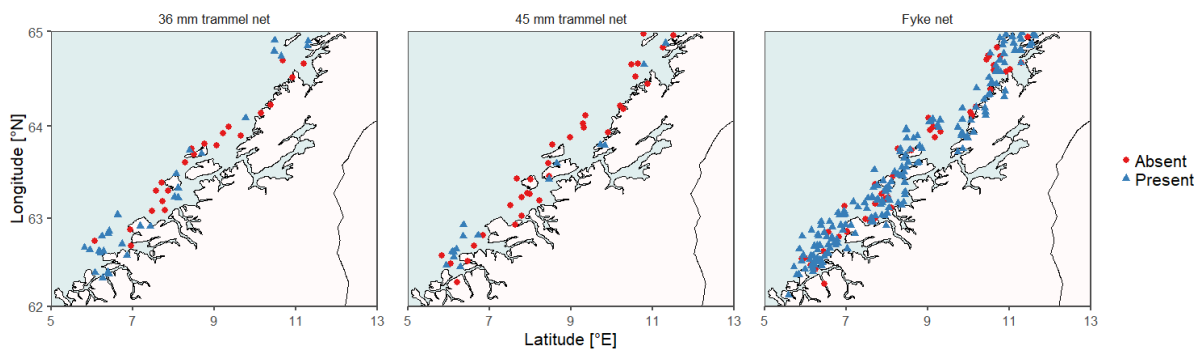 36 mm trammel net
45 mm trammel net
Fyke net
65
64
63
62
Longitude [°N]
5 7 9 11 13
5 7 9 11 13
5 7 9 11 13
Latitude [°E]
Absent
Present